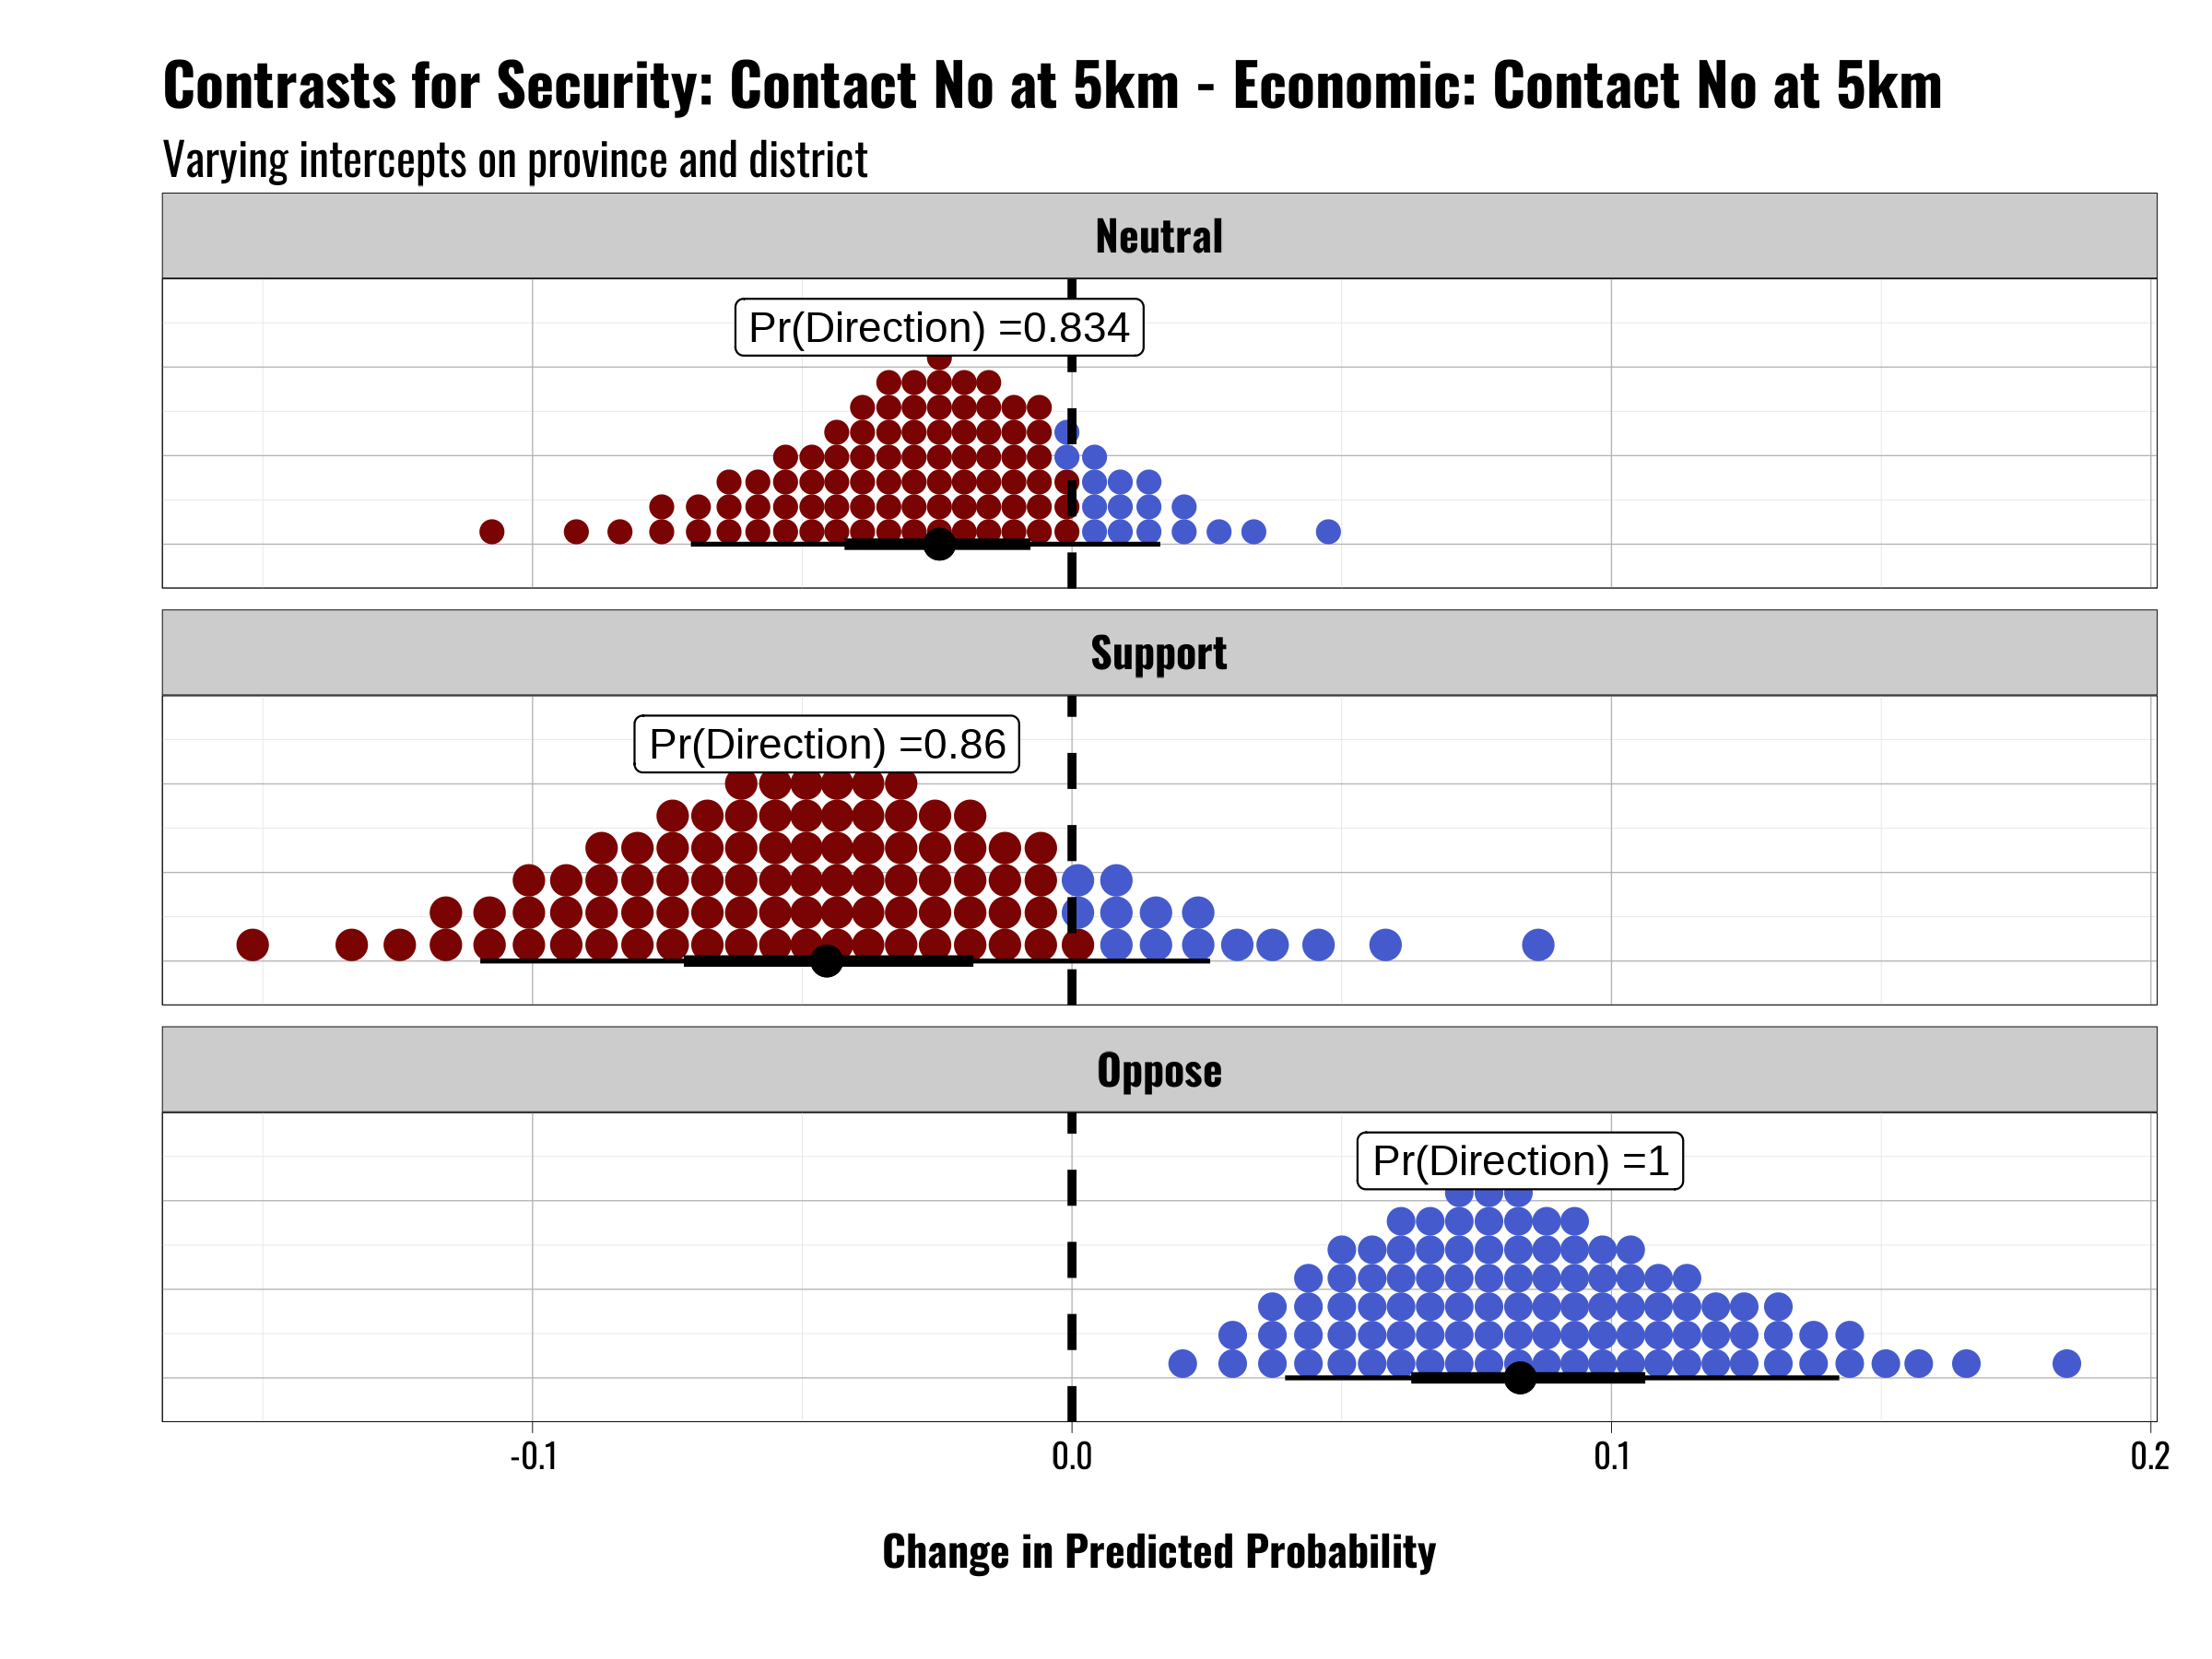 Contrasts for Security: Contact No at 5km - Economic: Contact No at 5km
Varying intercepts on province and district
Neutral
Pr(Direction) =0.834
Support
Pr(Direction) =0.86
Oppose
Pr(Direction) =1
-0.1
0.0
0.1
0.2
Change in Predicted Probability